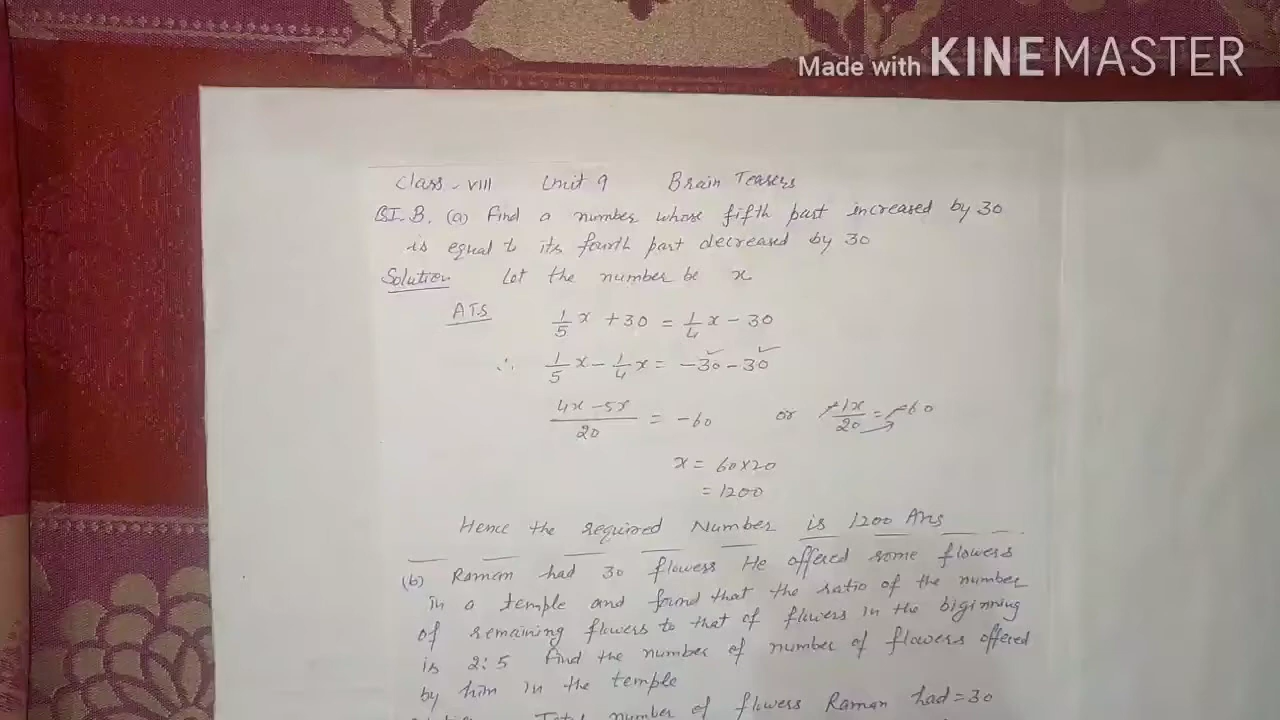 Made with KINEMASTER
Class - VIII Unit 9 Brain Teasers
Q.I.B. (a) Find a number whose fifth part increased by 30
is equal to its fourth part decreased by 30
Solution Let the number be x
ATS 1/5 x + 30 = 1/4 x - 30
∴ 1/5 x - 1/4 x = -30 - 30
4x - 5x / 20 = -60 or -1x/20 = -60
x = 60×20
= 1200
Hence the required Number is 1200 Ans
(b) Raman had 30 flowers He offered some flowers
in a temple and found that the ratio of the number
of remaining flowers to that of flowers in the biginning
is 2:5 Find the number of number of flowers offered
by him in the temple
Total number of flowers Raman had = 30